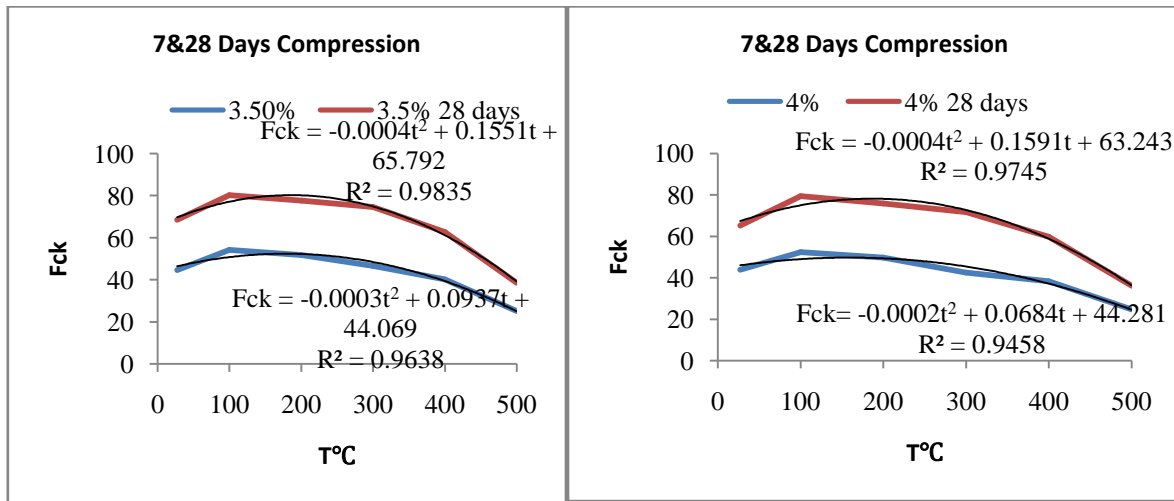 7&28 Days Compression
3.50% 3.5% 28 days
Fck = -0.0004t² + 0.1551t +
65.792
R² = 0.9835
100
80
60
40
20
0
Fck
Fck = -0.0003t² + 0.0937t +
44.069
R² = 0.9638
0 100 200 300 400 500
T°C
7&28 Days Compression
4% 4% 28 days
Fck = -0.0004t² + 0.1591t + 63.243
R² = 0.9745
100
80
60
40
20
0
Fck
Fck= -0.0002t² + 0.0684t + 44.281
R² = 0.9458
0 100 200 300 400 500
T°C